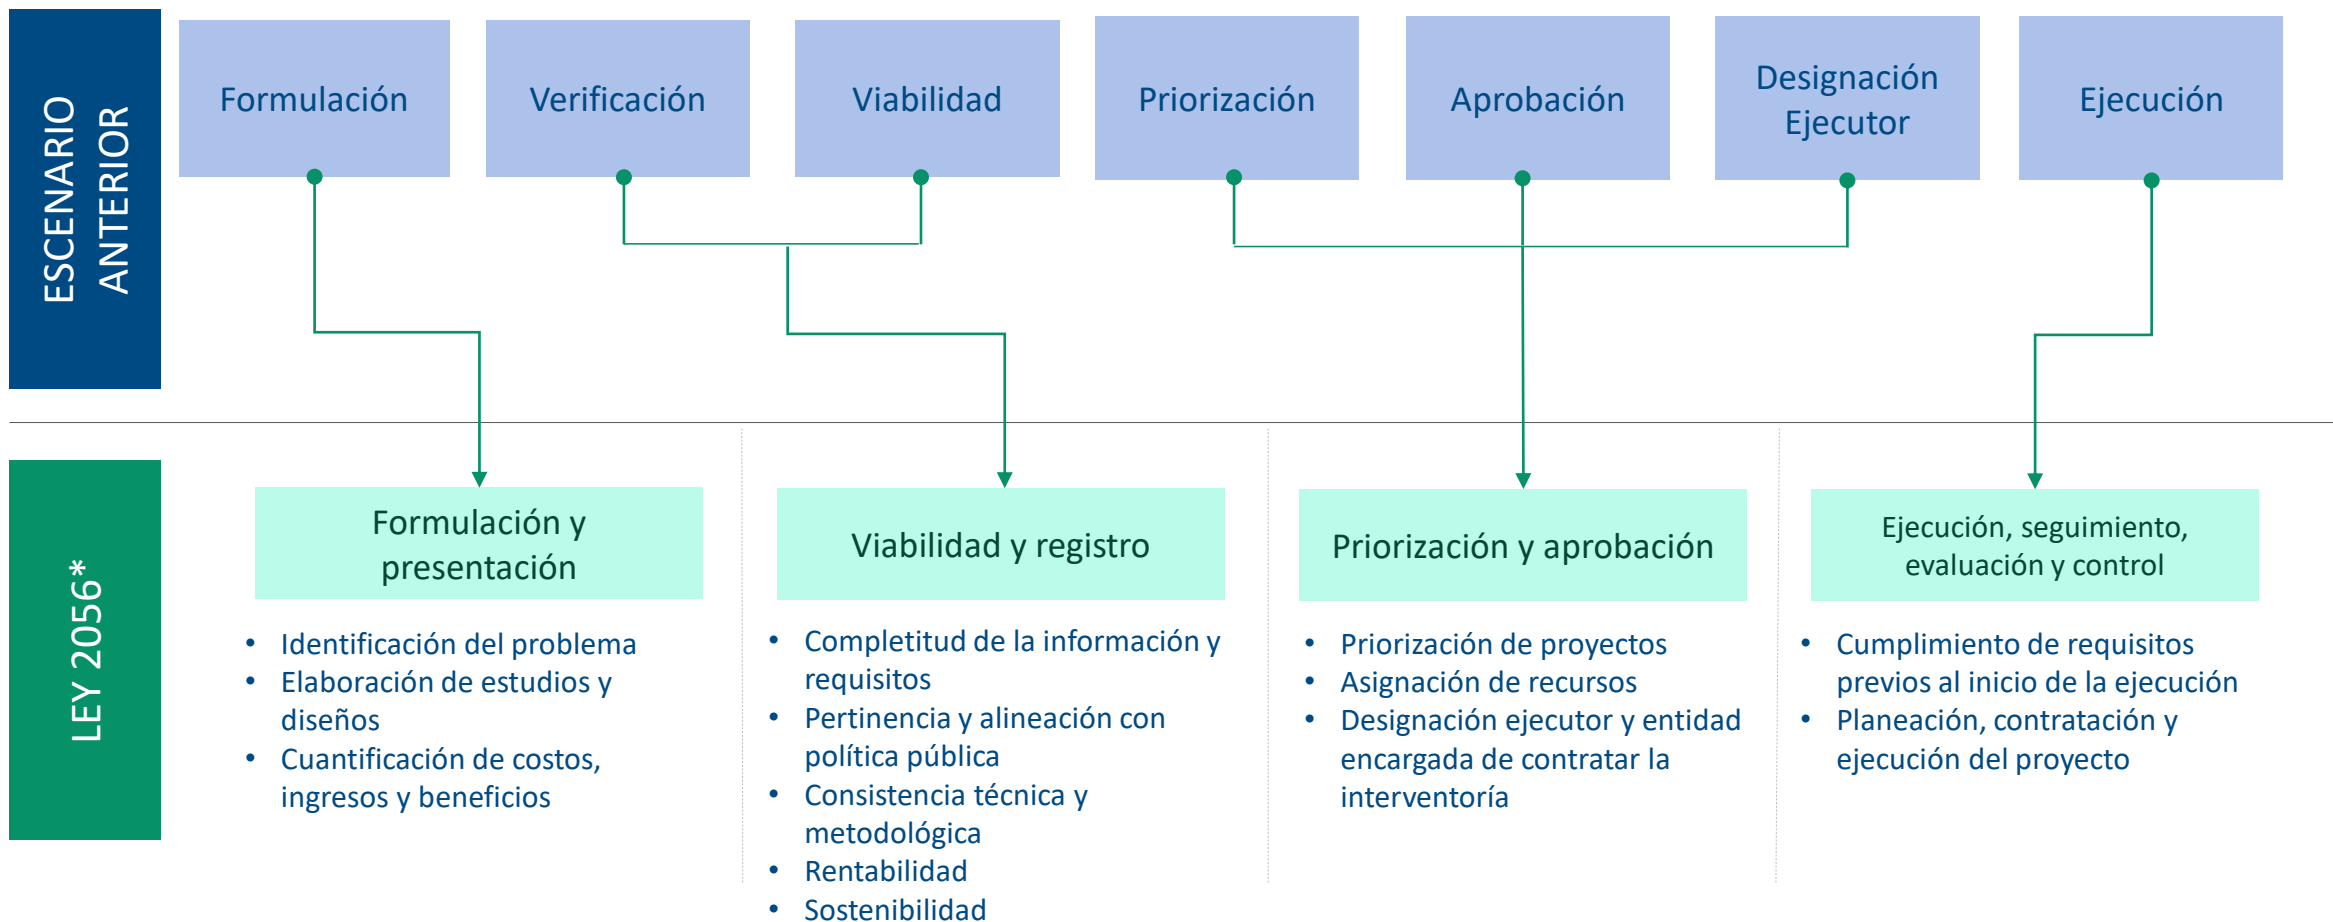 ESCENARIO
ANTERIOR
Formulación
Verificación
Viabilidad
Priorización
Aprobación
Designación
Ejecutor
Ejecución
LEY 2056*
Formulación y
presentación
• Identificación del problema
• Elaboración de estudios y
diseños
• Cuantificación de costos,
ingresos y beneficios
Viabilidad y registro
• Completitud de la información y
requisitos
• Pertinencia y alineación con
política pública
• Consistencia técnica y
metodológica
• Rentabilidad
• Sostenibilidad
Priorización y aprobación
• Priorización de proyectos
• Asignación de recursos
• Designación ejecutor y entidad
encargada de contratar la
interventoría
Ejecución, seguimiento,
evaluación y control
• Cumplimiento de requisitos
previos al inicio de la ejecución
• Planeación, contratación y
ejecución del proyecto